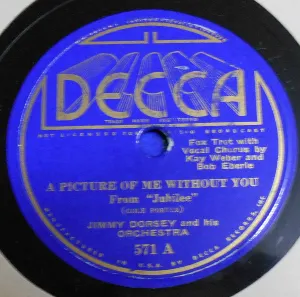 DECCA
Fox Trot with
Vocal Chorus by
Kay Weber and
Bob Eberle
A PICTURE OF ME WITHOUT YOU
From "Jubilee"
(COLE PORTER)
JIMMY DORSEY and his
ORCHESTRA
571 A